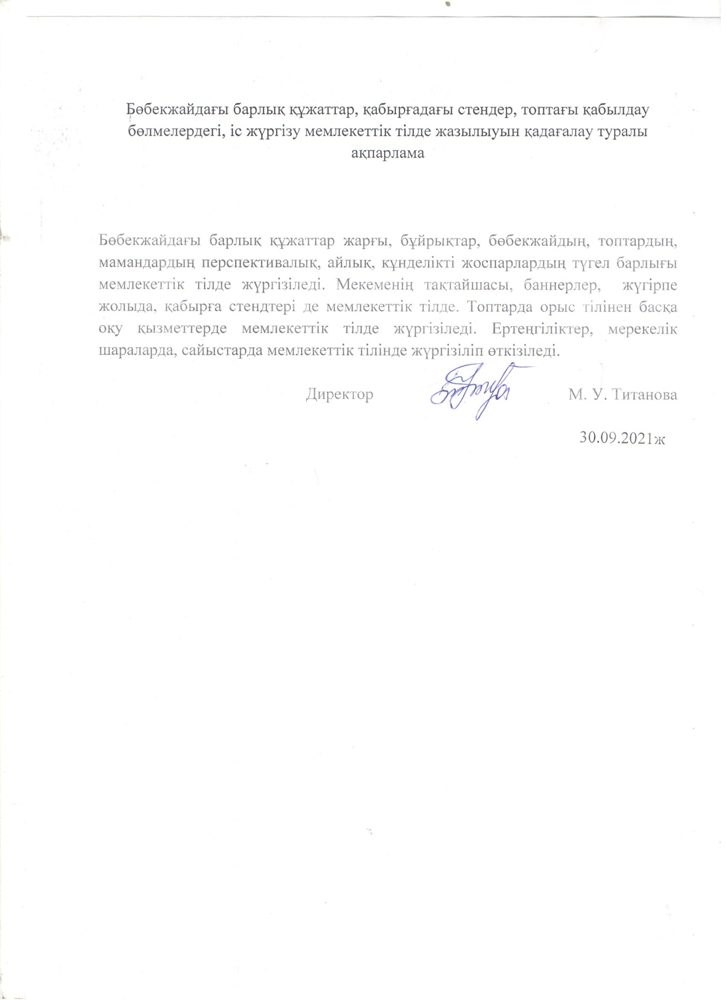 Бөбекжайдағы барлық құжаттар, қабырғадағы стендер, топтағы қабылдау
бөлмелердегі, іс жүргізу мемлекеттік тілде жазылыуын қадағалау туралы
ақпарлама
Бөбекжайдағы барлық құжаттар жарғы, бұйрықтар, бөбекжайдың, топтардың,
мамандардың перспективалық, айлық, кұнделікті жоспарлардың түгел барлығы
мемлекеттік тілде жүргізіледі. Мекеменің тақтайшасы, баннерлер, жүгірпе
жолыда, қабырға стендтері де мемлекеттік тілде. Топтарда орыс тілінен басқа
оқу қызметтерде мемлекеттік тілде жүргізіледі. Ертеңгіліктер, мерекелік
шараларда, сайыстарда мемлекеттік тілінде жүргізіліп өткізіледі.
Директор М. У. Титанова
30.09.2021ж